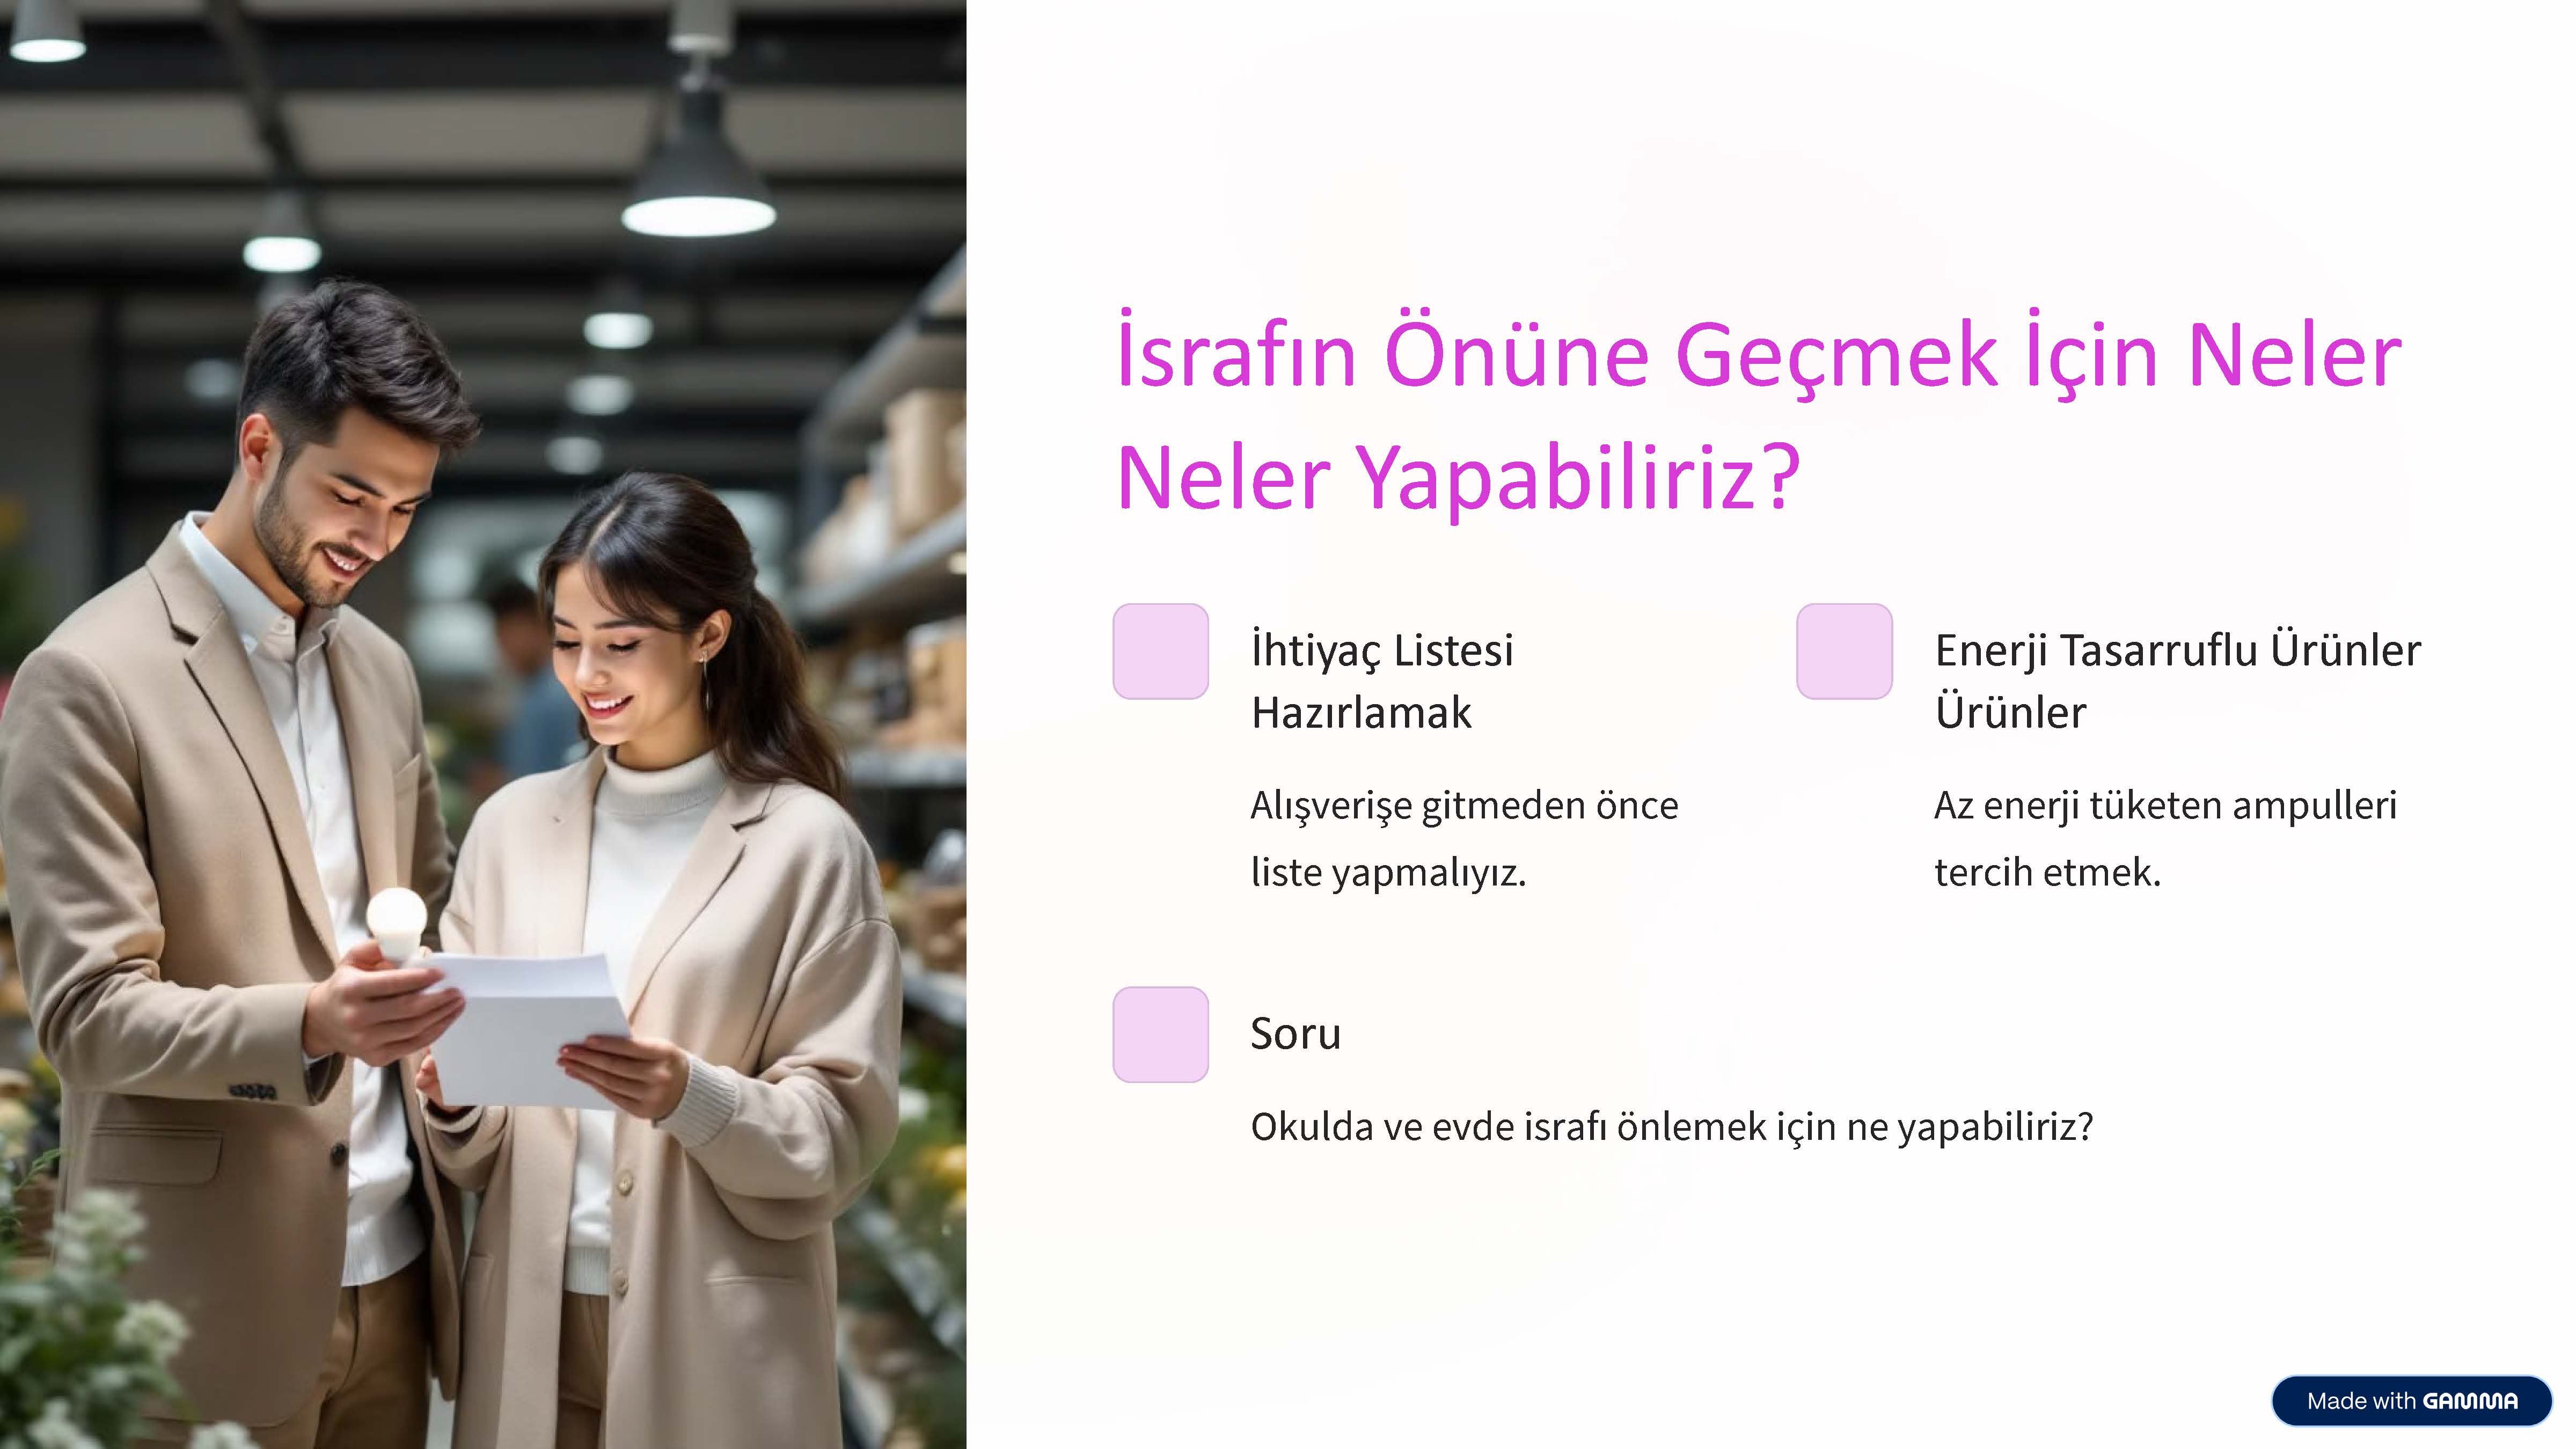 İsrafın Önüne Geçmek İçin Neler
Neler Yapabiliriz?
İhtiyaç Listesi
Hazırlamak
Alışverişe gitmeden önce
liste yapmalıyız.
Enerji Tasarruflu Ürünler
Ürünler
Az enerji tüketen ampulleri
tercih etmek.
Soru
Okulda ve evde israfı önlemek için ne yapabiliriz?
Made with GAMMA